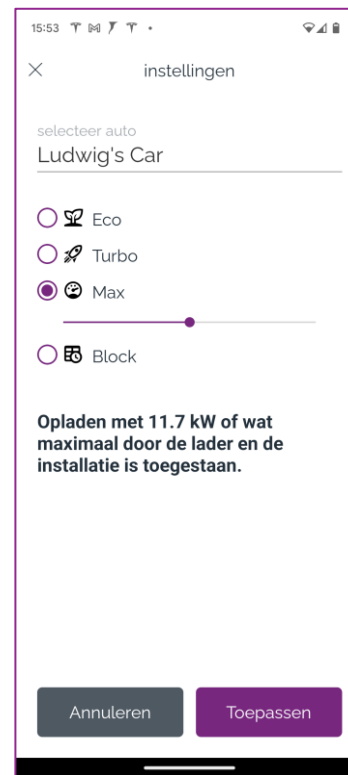 15:53
instellingen
selecteer auto
Ludwig's Car
Eco
Turbo
Max
Block
Opladen met 11.7 kW of wat
maximaal door de lader en de
installatie is toegestaan.
Annuleren
Toepassen